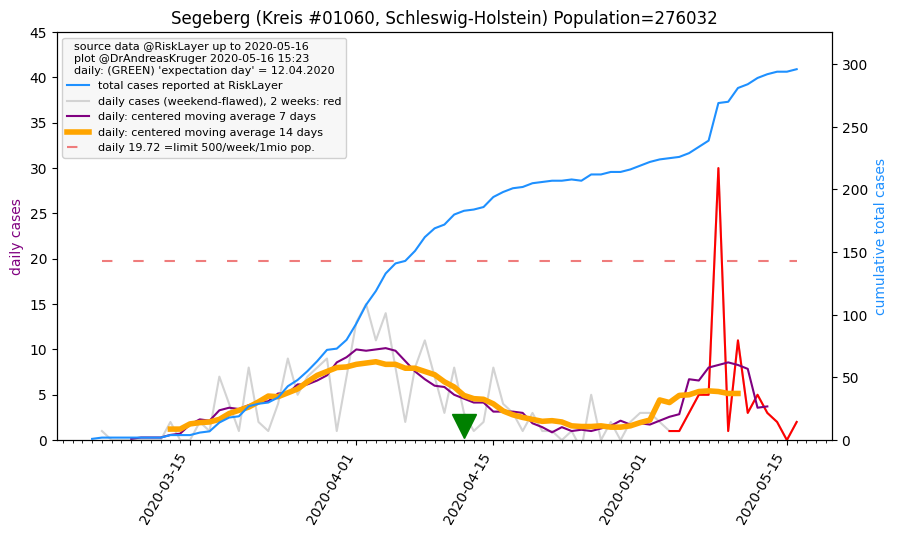 Segeberg (Kreis #01060, Schleswig-Holstein) Population=276032
source data @RiskLayer up to 2020-05-16
plot @DrAndreasKruger 2020-05-16 15:23
daily: (GREEN) 'expectation day' = 12.04.2020
total cases reported at RiskLayer
daily cases (weekend-flawed), 2 weeks: red
daily: centered moving average 7 days
daily: centered moving average 14 days
daily 19.72 =limit 500/week/1mio pop.
daily cases
45
40
35
30
25
20
15
10
5
0
300
250
200
150
100
50
0
cumulative total cases
2020-03-15
2020-04-01
2020-04-15
2020-05-01
2020-05-15